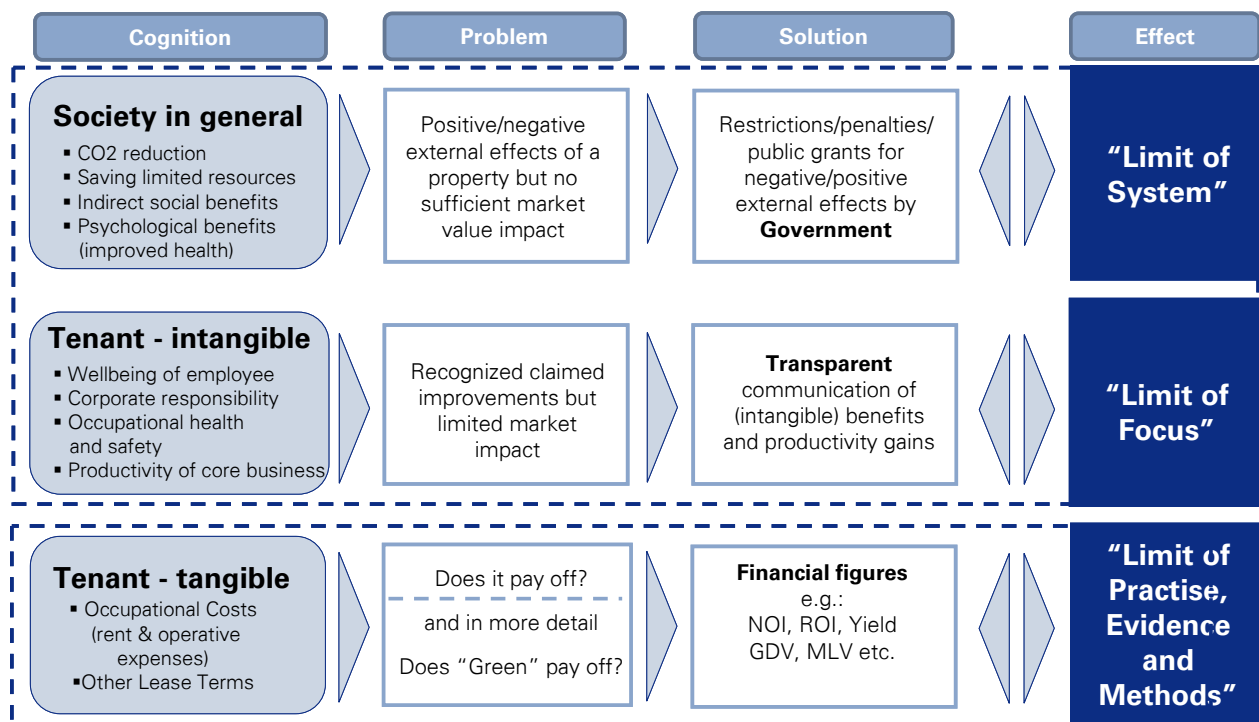 Cognition
Problem
Solution
Effect
Society in general
▪ CO2 reduction
▪ Saving limited resources
▪ Indirect social benefits
▪ Psychological benefits
(improved health)
Positive/negative
external effects of a
property but no
sufficient market
value impact
Restrictions/penalties/
public grants for
negative/positive
external effects by
Government
“Limit of
System”
Tenant - intangible
▪ Wellbeing of employee
▪ Corporate responsibility
▪ Occupational health
and safety
▪ Productivity of core business
Recognized claimed
improvements but
limited market
impact
Transparent
communication of
(intangible) benefits
and productivity gains
“Limit of
Focus”
Tenant - tangible
▪ Occupational Costs
(rent & operative
expenses)
▪Other Lease Terms
Does it pay off?
and in more detail
Does “Green” pay off?
Financial figures
e.g.:
NOI, ROI, Yield
GDV, MLV etc.
“Limit of
Practise,
Evidence
and
Methods”